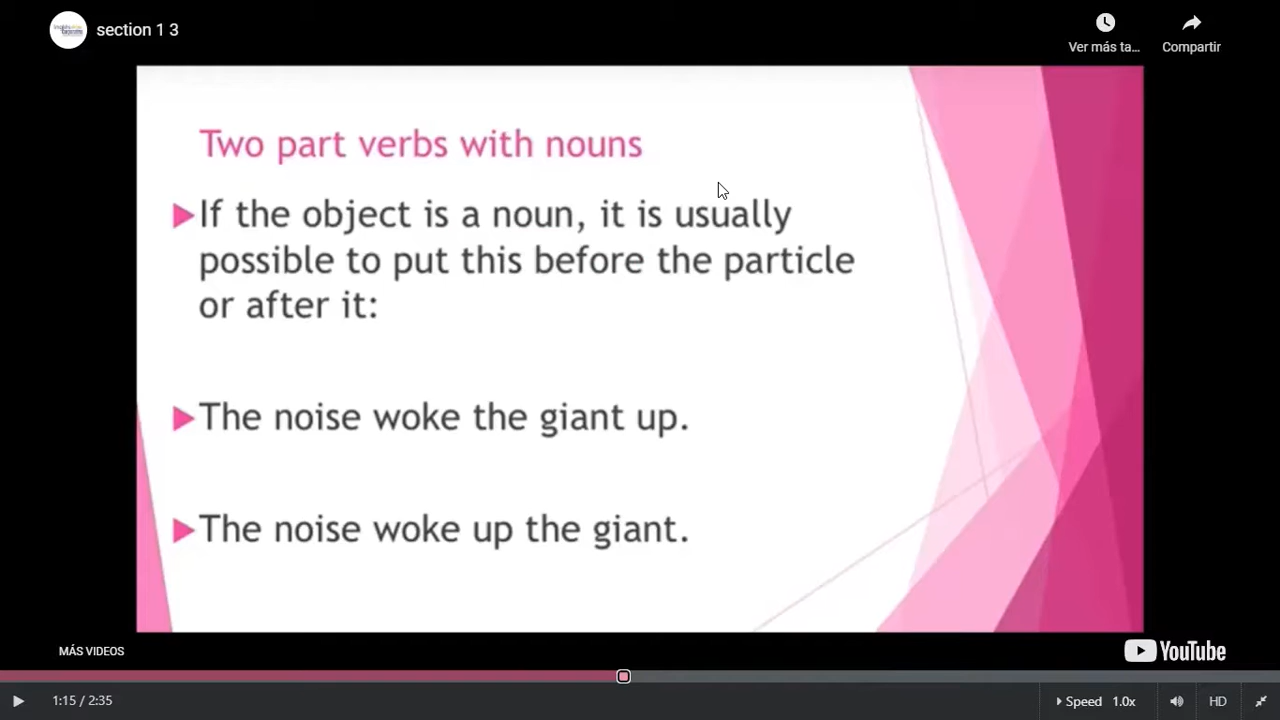 section 1 3
Ver más ta...
Compartir
Two part verbs with nouns
If the object is a noun, it is usually
possible to put this before the particle
or after it:
The noise woke the giant up.
The noise woke up the giant.
MÁS VIDEOS
YouTube
1:15 / 2:35
Speed 1.0x
HD